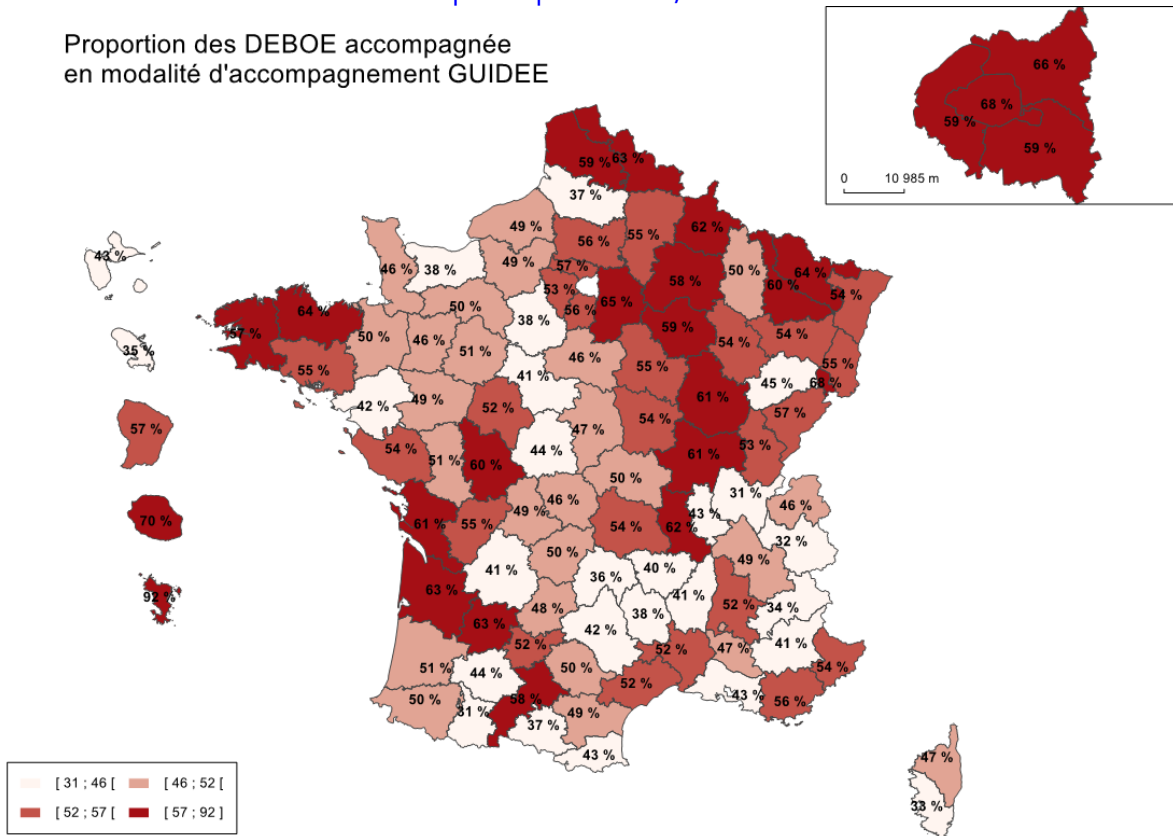 Proportion des DEBOE accompagnée
en modalité d'accompagnement GUIDEE
66 %
68 %
59 %
59 %
0 10 985 m
59 % 63 %
37 %
49 % 56 % 55 % 62 %
43 % 46 % 38 % 49 % 57 % 58 % 50 % 64 %
53 % 65 % 60 % 54 %
64 % 50 % 56 %
57 % 50 % 46 % 38 % 59 % 54 % 54 %
35 % 51 % 46 % 55 % 55 %
55 % 41 % 45 % 68 %
42 % 49 % 52 % 61 % 57 %
57 % 47 % 54 %
54 % 51 % 60 % 44 % 61 % 53 %
50 % 31 %
70 % 61 % 55 % 49 % 46 % 54 % 62 % 43 % 46 %
50 % 49 % 32 %
92 % 63 % 41 % 36 % 40 % 41 %
48 % 38 % 52 % 34 %
63 % 42 % 41 %
52 % 52 % 47 %
51 % 44 % 50 % 54 %
50 % 31 % 58 % 52 % 43 % 56 %
37 % 49 %
43 % 47 %
33 %
[ 31 ; 46 [ [ 46 ; 52 [
[ 52 ; 57 [ [ 57 ; 92 ]